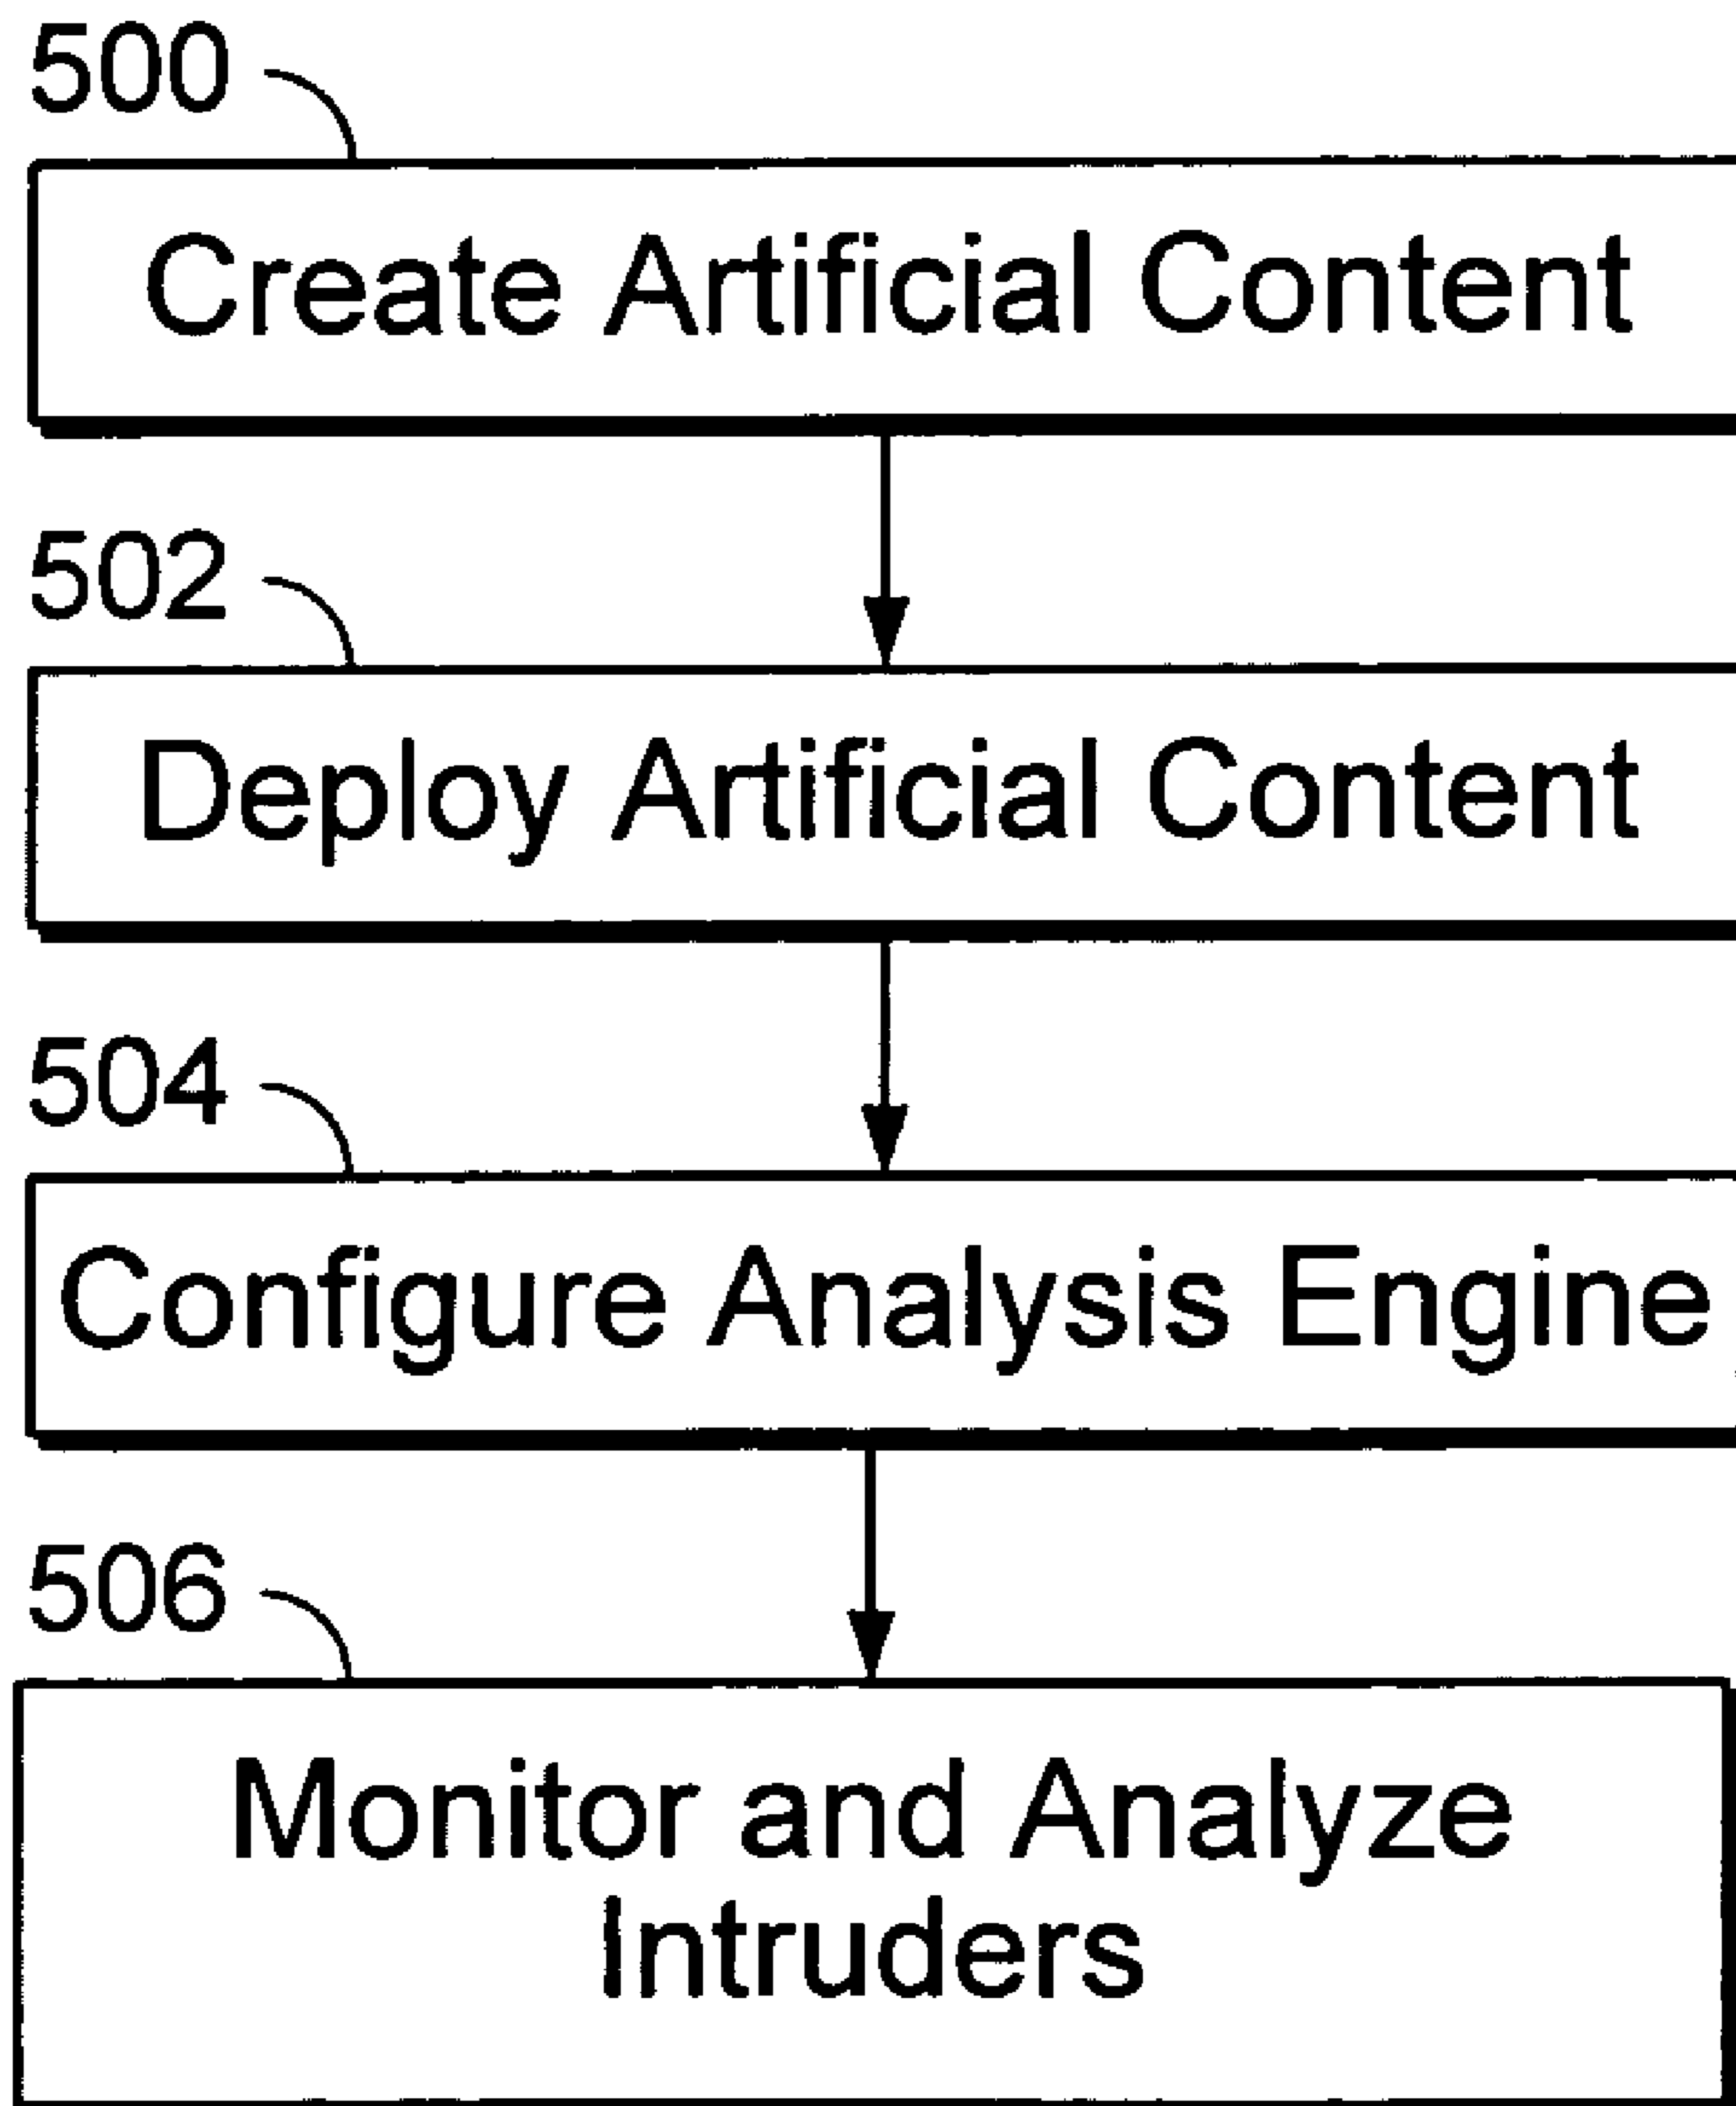 500
Create Artificial Content
502
Deploy Artificial Content
504
Configure Analysis Engine
506
Monitor and Analyze
Intruders